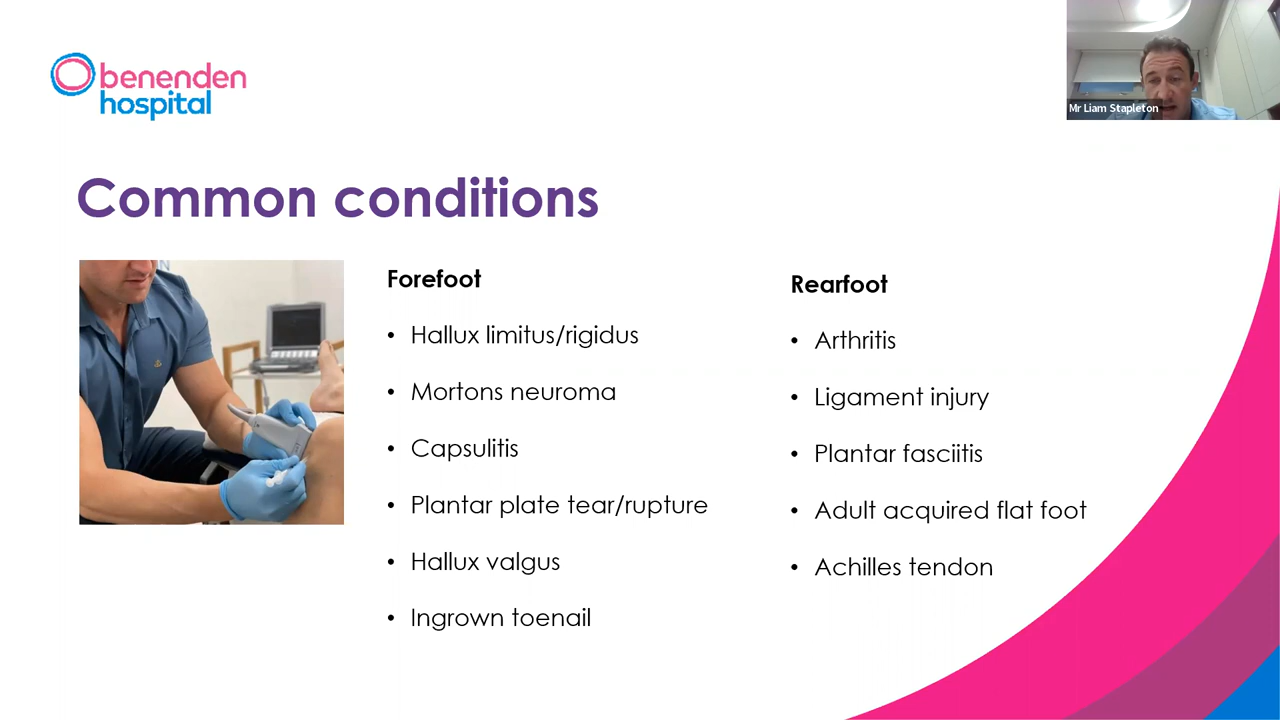 benenden
hospital
Mr Liam Stapleton
Common conditions
Forefoot
• Hallux limitus/rigidus
• Mortons neuroma
• Capsulitis
• Plantar plate tear/rupture
• Hallux valgus
• Ingrown toenail
Rearfoot
• Arthritis
• Ligament injury
• Plantar fasciitis
• Adult acquired flat foot
• Achilles tendon